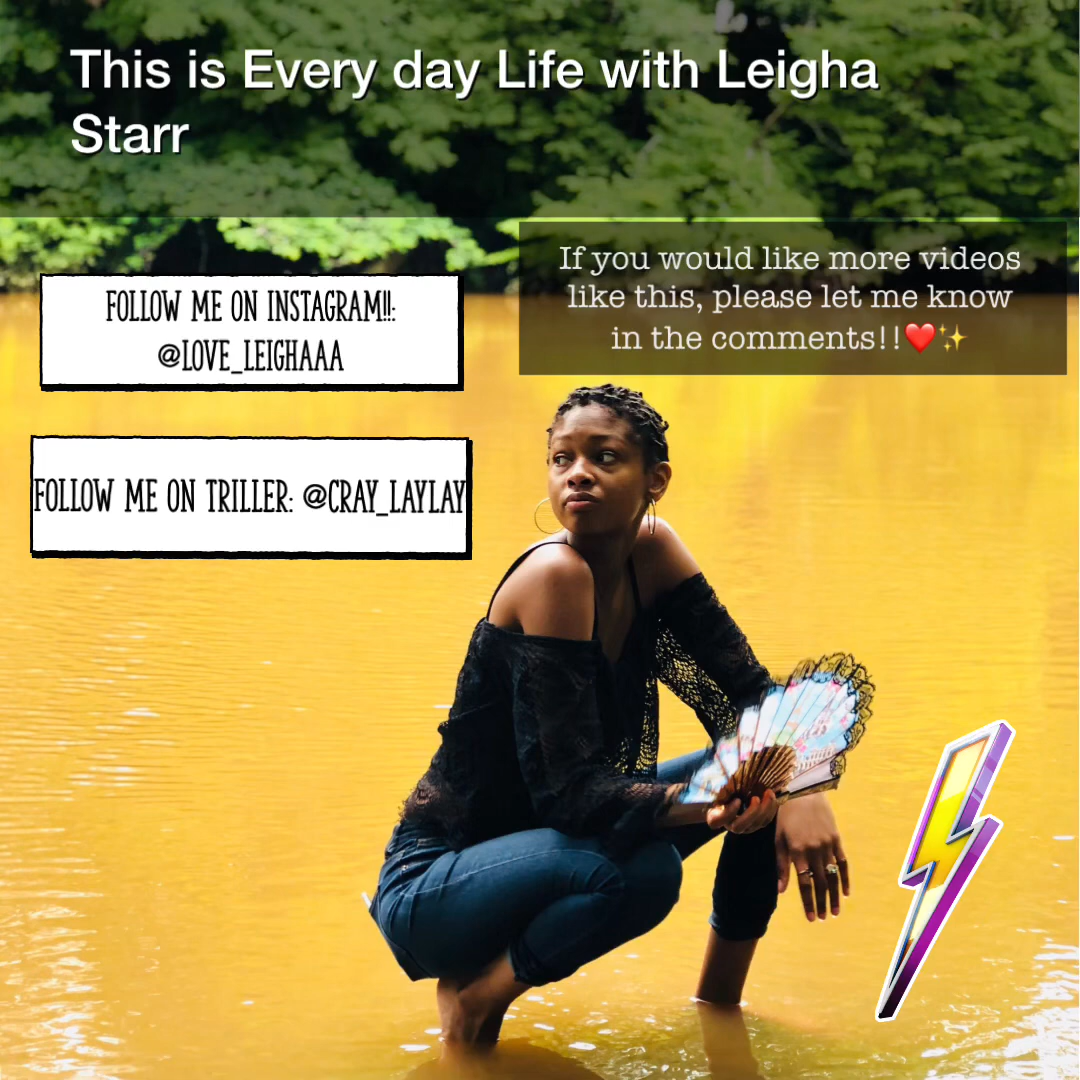 This is Every day Life with Leigha
Starr
If you would like more videos
like this, please let me know
in the comments!!❤️✨
FOLLOW ME ON INSTAGRAM!!:
@LOVE_LEIGHAAA
FOLLOW ME ON TRILLER: @CRAY_LAYLAY